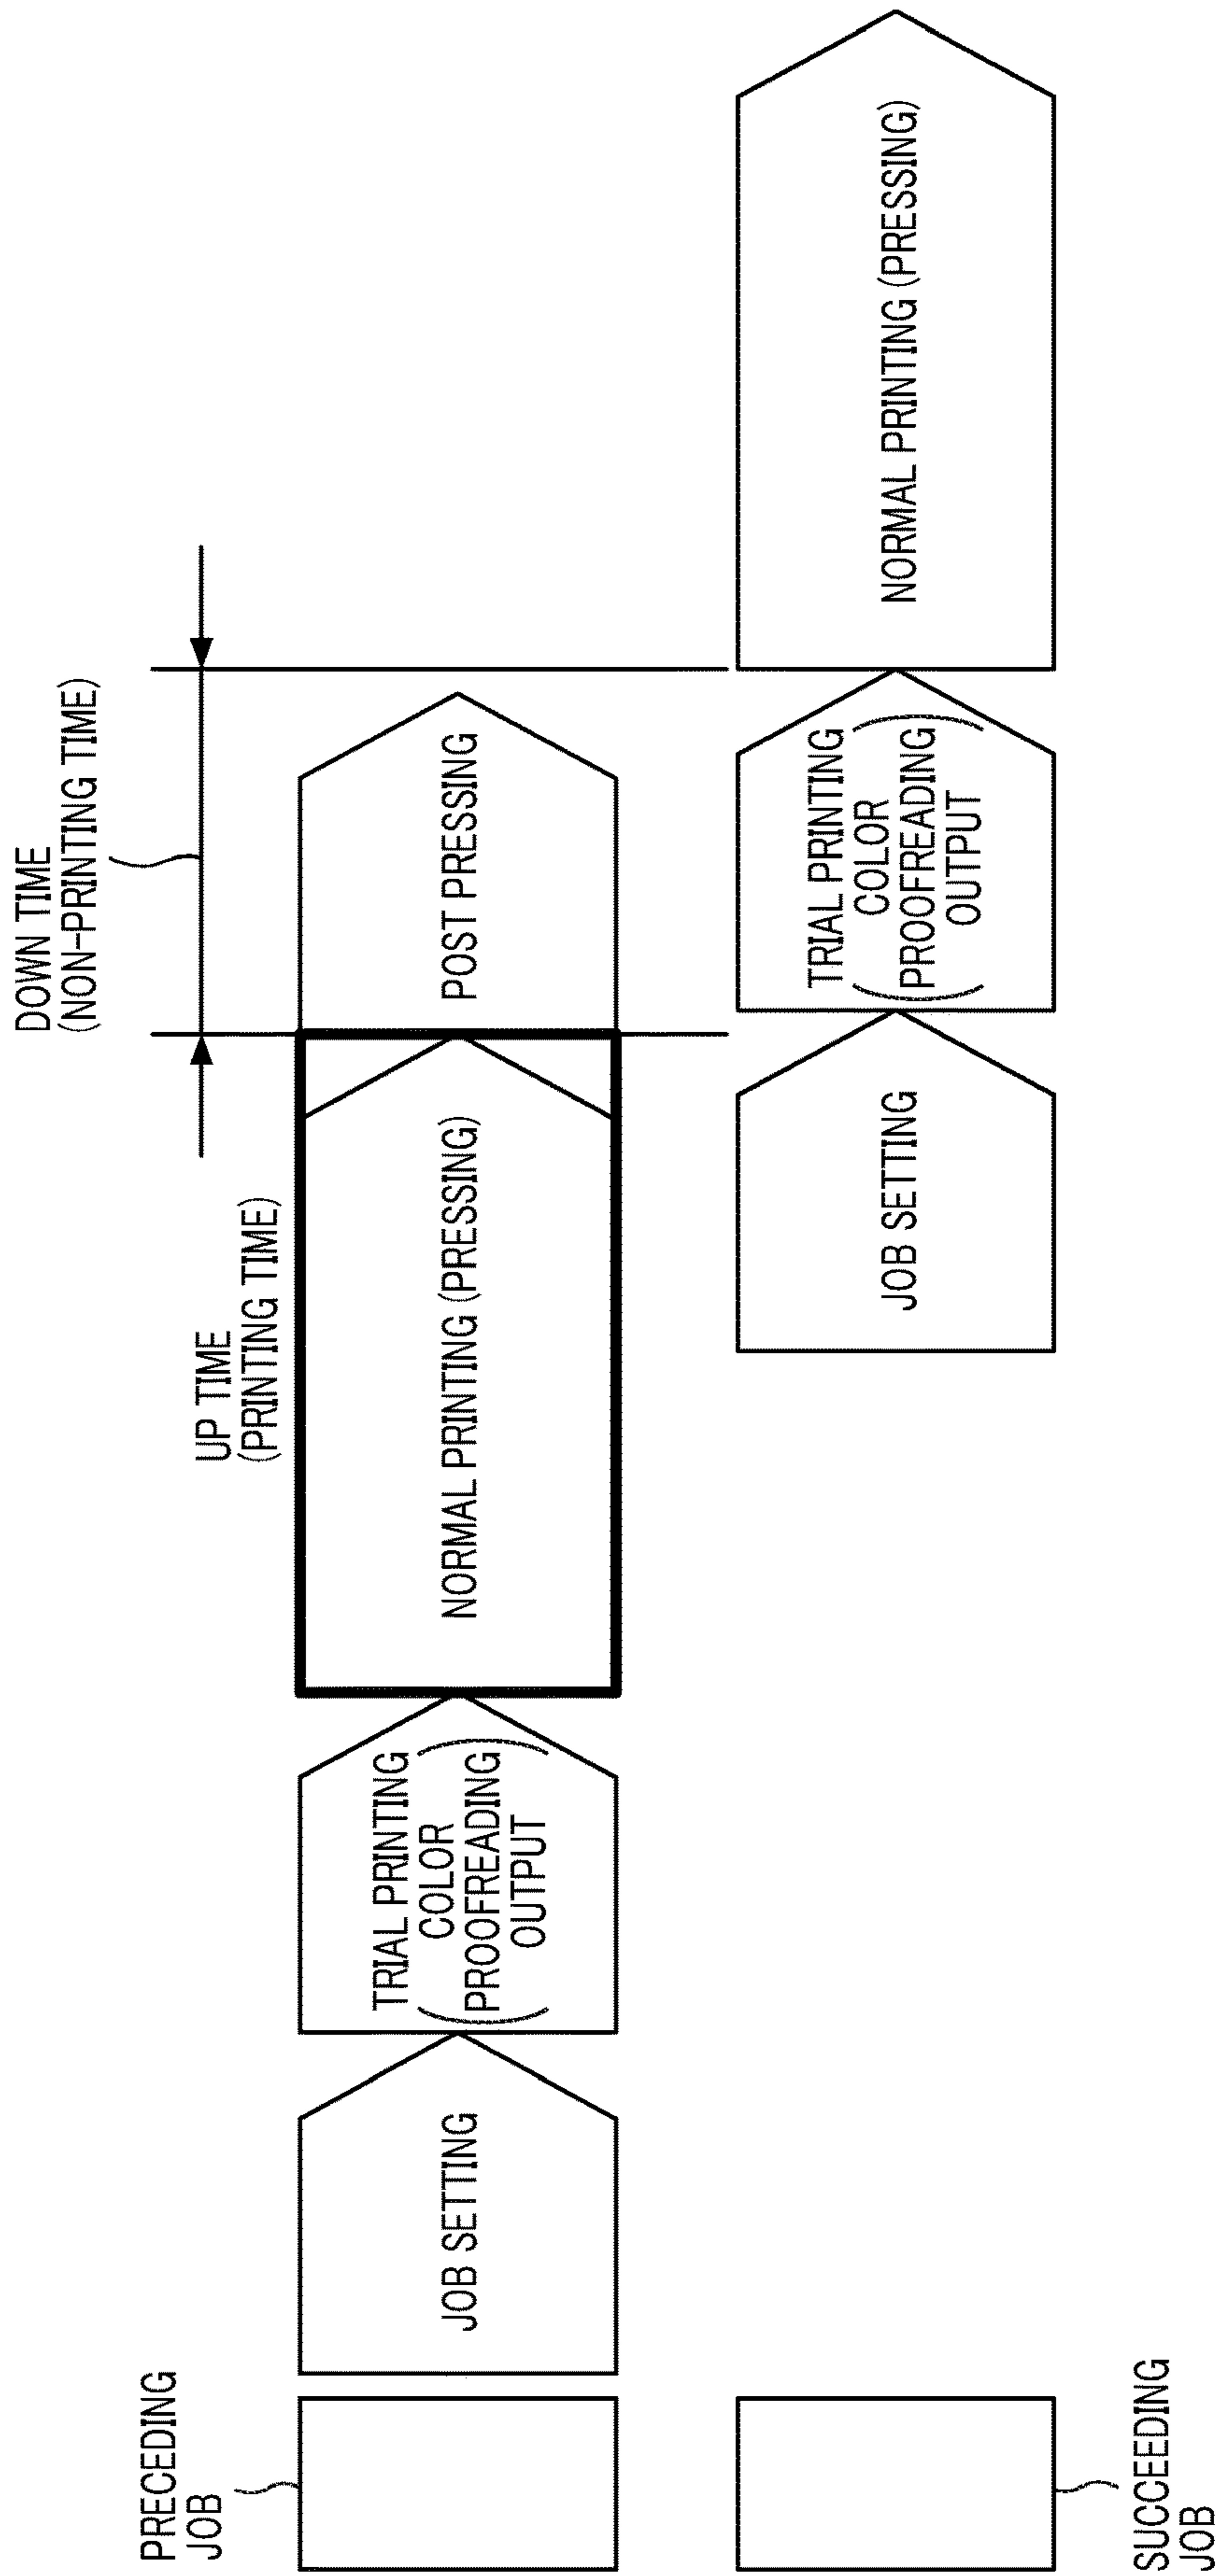 DOWN TIME
(NON-PRINTING TIME)
UP TIME
(PRINTING TIME)
PRECEDING
JOB
JOB SETTING
TRIAL PRINTING
(COLOR
PROOFREADING
OUTPUT)
NORMAL PRINTING (PRESSING)
POST PRESSING
SUCCEEDING
JOB
JOB SETTING
TRIAL PRINTING
(COLOR
PROOFREADING
OUTPUT)
NORMAL PRINTING (PRESSING)